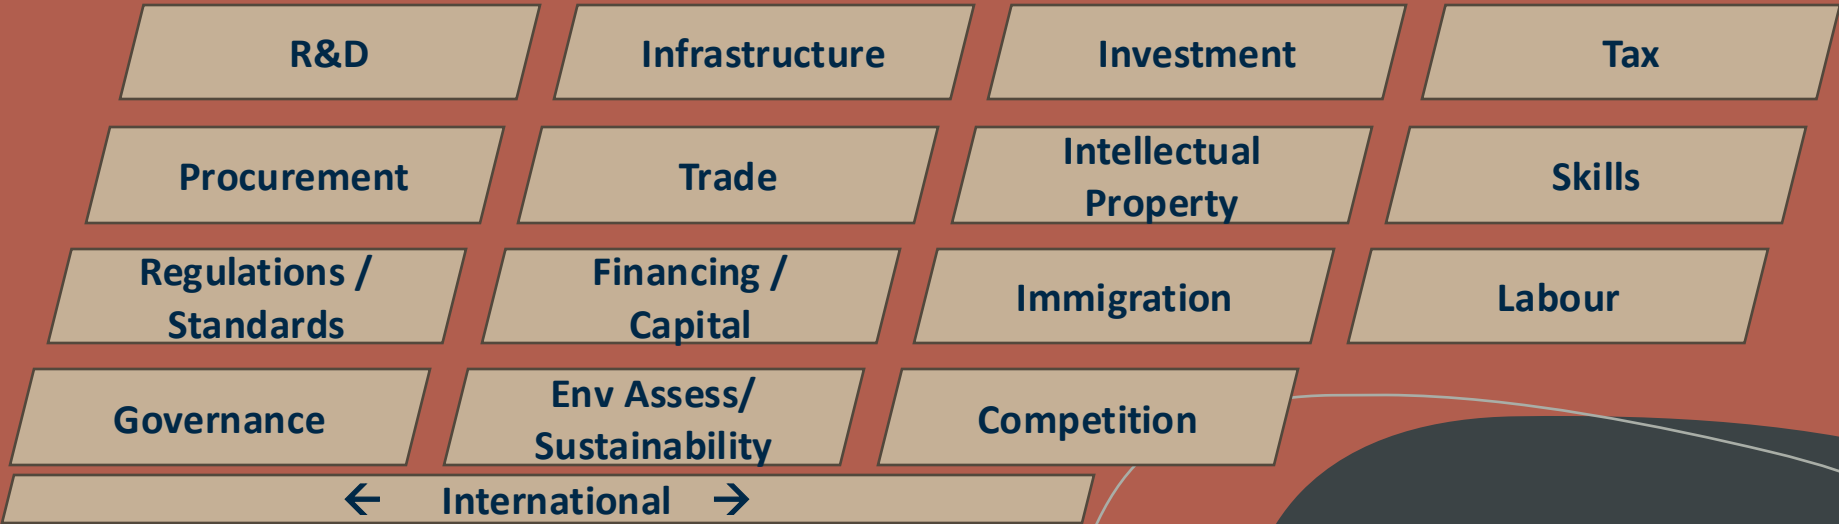 R&D
Infrastructure
Investment
Tax
Procurement
Trade
Intellectual
Property
Skills
Regulations /
Standards
Financing /
Capital
Immigration
Labour
Governance
Env Assess/
Sustainability
Competition
← International →